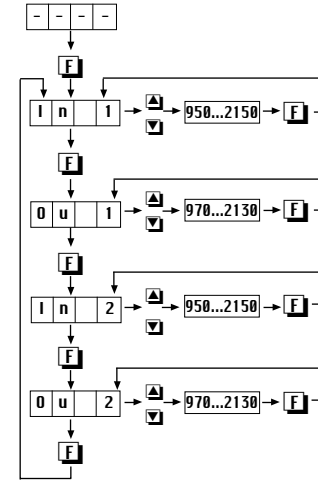 - - - -
F
I n 1 950...2150 F
F
O u 1 970...2130 F
F
I n 2 950...2150 F
F
O u 2 970...2130 F
F